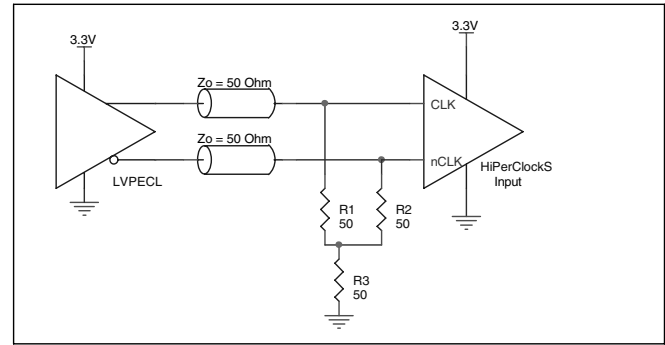 3.3V
3.3V
Zo = 50 Ohm
CLK
Zo = 50 Ohm
nCLK
HiPerClockS
Input
LVPECL
R1
50
R2
50
R3
50